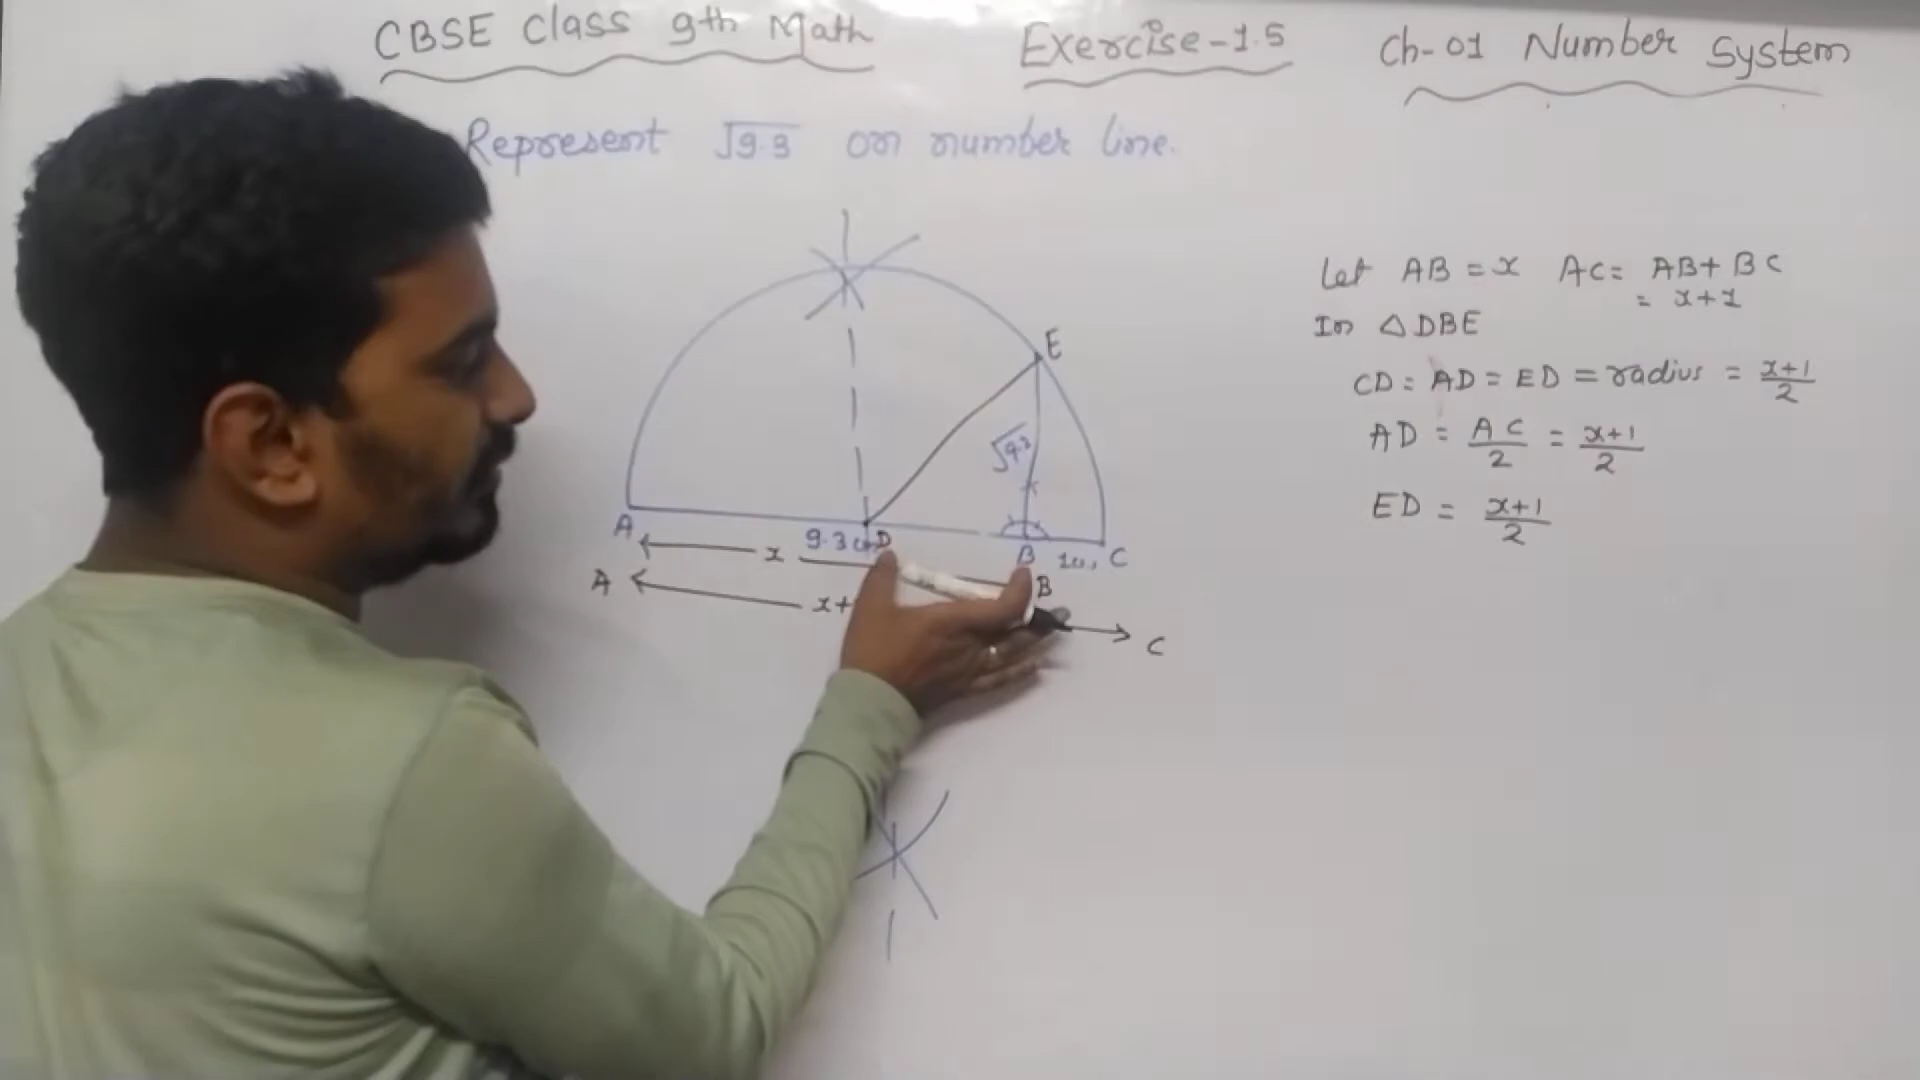 CBSE Class 9th Math Exercise-1.5 Ch-01 Number System
Represent √9.3 on number line.
Let AB = x AC = AB + BC
= x+1
In △DBE
CD = AD = ED = radius = x+1/2
AD = AC/2 = x+1/2
ED = x+1/2
E
√9.3
A 9.3 D B C
x B
A x+
C